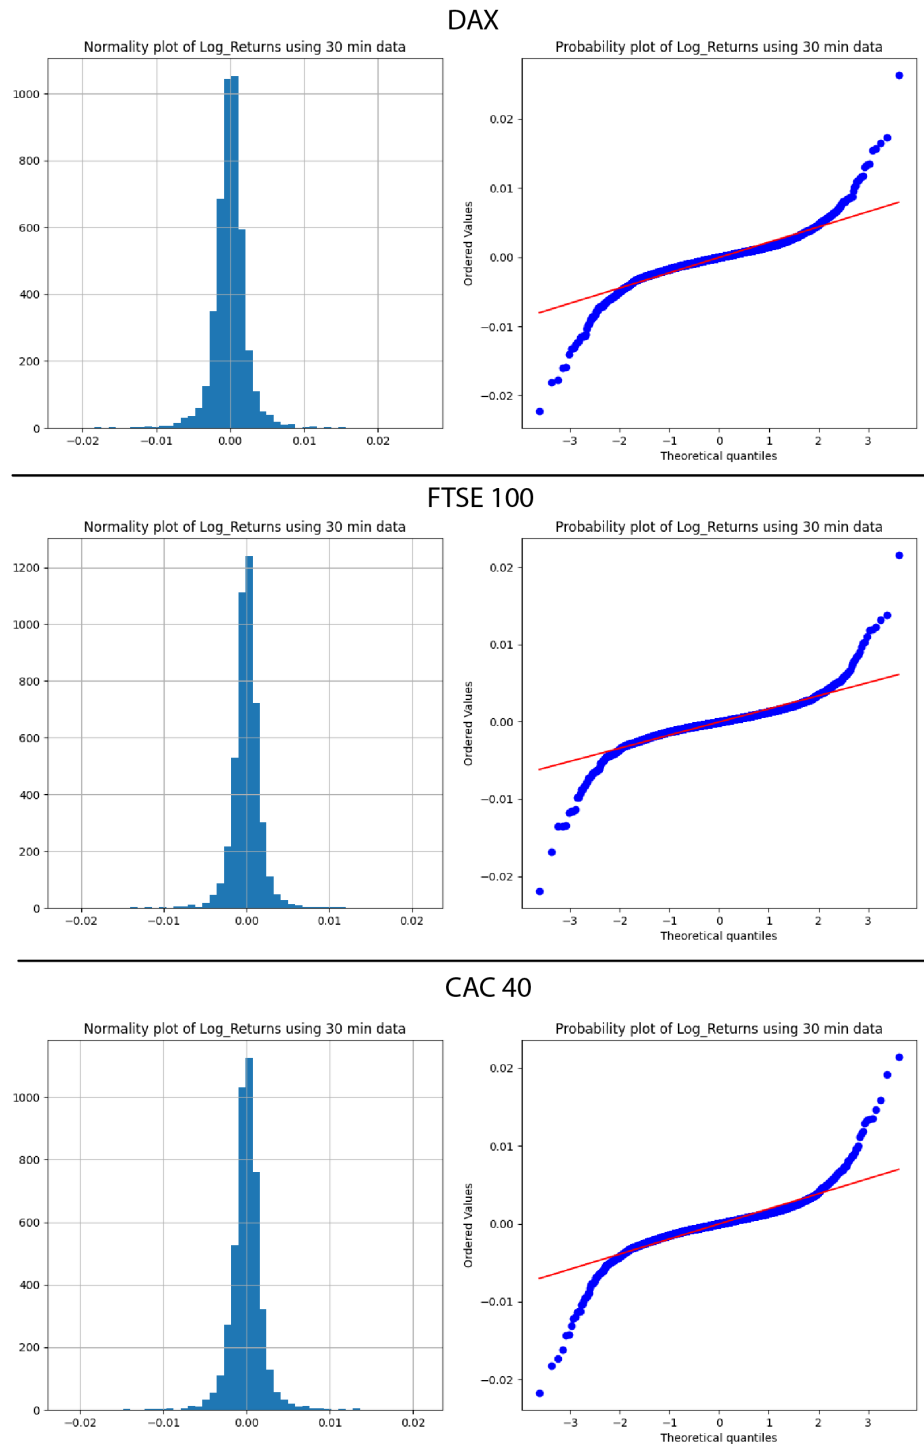 DAX
Normality plot of Log_Returns using 30 min data
1000
800
600
400
200
0
−0.02 −0.01 0.00 0.01 0.02
Probability plot of Log_Returns using 30 min data
Ordered Values
0.02
0.01
0.00
−0.01
−0.02
−3 −2 −1 0 1 2 3
Theoretical quantiles
FTSE 100
Normality plot of Log_Returns using 30 min data
1200
1000
800
600
400
200
0
−0.02 −0.01 0.00 0.01 0.02
Probability plot of Log_Returns using 30 min data
Ordered Values
0.02
0.01
0.00
−0.01
−0.02
−3 −2 −1 0 1 2 3
Theoretical quantiles
CAC 40
Normality plot of Log_Returns using 30 min data
1000
800
600
400
200
0
−0.02 −0.01 0.00 0.01 0.02
Probability plot of Log_Returns using 30 min data
Ordered Values
0.02
0.01
0.00
−0.01
−0.02
−3 −2 −1 0 1 2 3
Theoretical quantiles